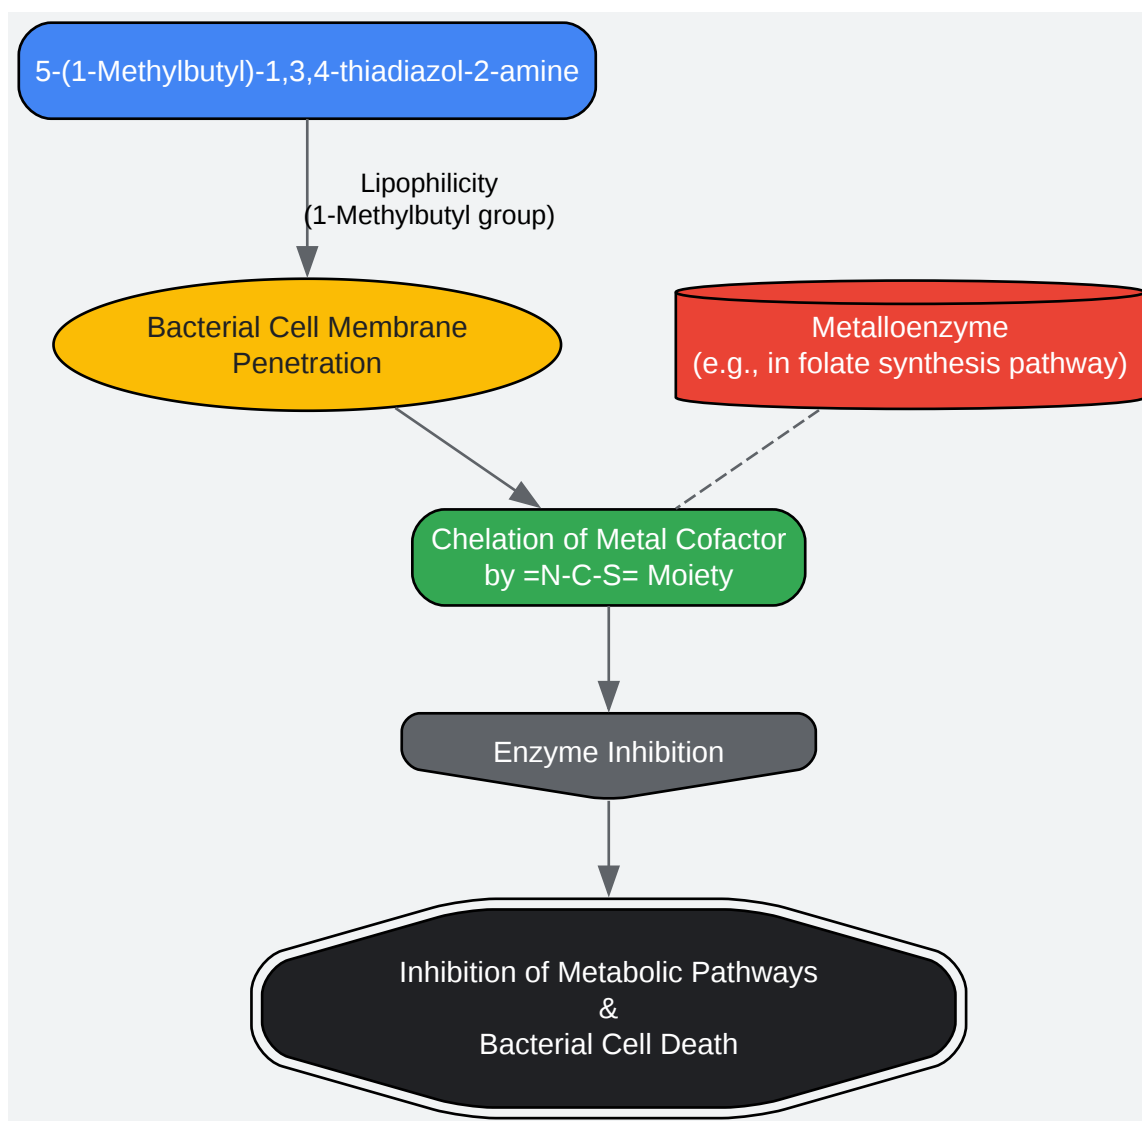 5-(1-Methylbutyl)-1,3,4-thiadiazol-2-amine
Lipophilicity
(1-Methylbutyl group)
Bacterial Cell Membrane
Penetration
Metalloenzyme
(e.g., in folate synthesis pathway)
Chelation of Metal Cofactor
by =N-C-S= Moiety
Enzyme Inhibition
Inhibition of Metabolic Pathways
&
Bacterial Cell Death